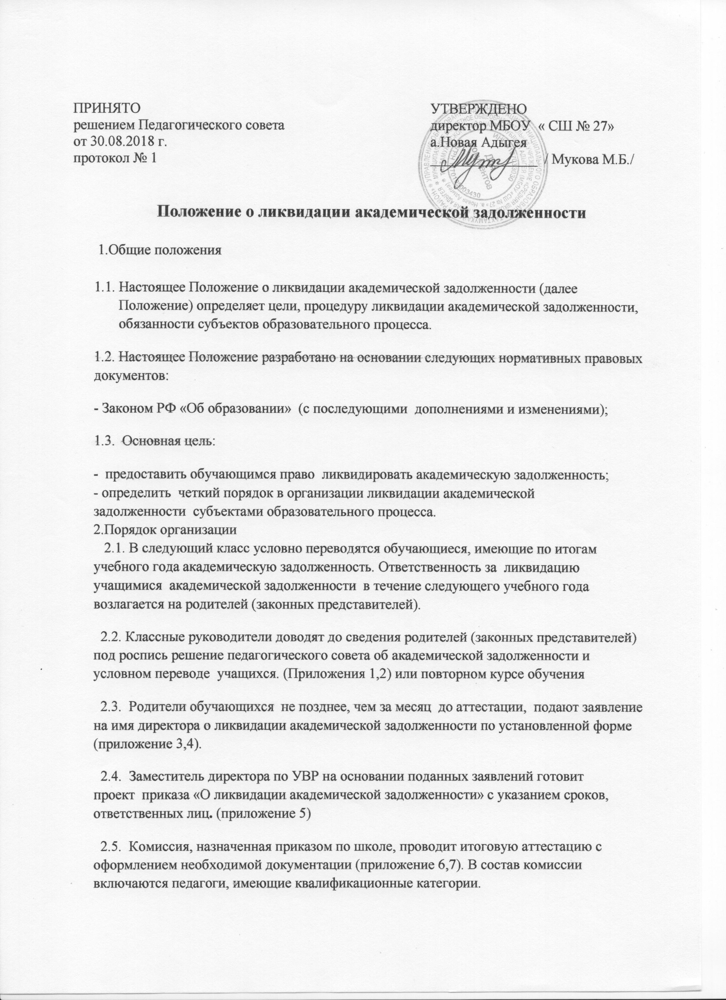 ПРИНЯТО
решением Педагогического совета
от 30.08.2018 г.
протокол № 1
УТВЕРЖДЕНО
директор МБОУ « СШ № 27»
а.Новая Адыгея
/ Мукова М.Б./
Положение о ликвидации академической задолженности
1.Общие положения
1.1. Настоящее Положение о ликвидации академической задолженности (далее
Положение) определяет цели, процедуру ликвидации академической задолженности,
обязанности субъектов образовательного процесса.
1.2. Настоящее Положение разработано на основании следующих нормативных правовых
документов:
- Законом РФ «Об образовании» (с последующими дополнениями и изменениями);
1.3. Основная цель:
- предоставить обучающимся право ликвидировать академическую задолженность;
- определить четкий порядок в организации ликвидации академической
задолженности субъектами образовательного процесса.
2.Порядок организации
2.1. В следующий класс условно переводятся обучающиеся, имеющие по итогам
учебного года академическую задолженность. Ответственность за ликвидацию
учащимися академической задолженности в течение следующего учебного года
возлагается на родителей (законных представителей).
2.2. Классные руководители доводят до сведения родителей (законных представителей)
под роспись решение педагогического совета об академической задолженности и
условном переводе учащихся. (Приложения 1,2) или повторном курсе обучения
2.3. Родители обучающихся не позднее, чем за месяц до аттестации, подают заявление
на имя директора о ликвидации академической задолженности по установленной форме
(приложение 3,4).
2.4. Заместитель директора по УВР на основании поданных заявлений готовит
проект приказа «О ликвидации академической задолженности» с указанием сроков,
ответственных лиц. (приложение 5)
2.5. Комиссия, назначенная приказом по школе, проводит итоговую аттестацию с
оформлением необходимой документации (приложение 6,7). В состав комиссии
включаются педагоги, имеющие квалификационные категории.